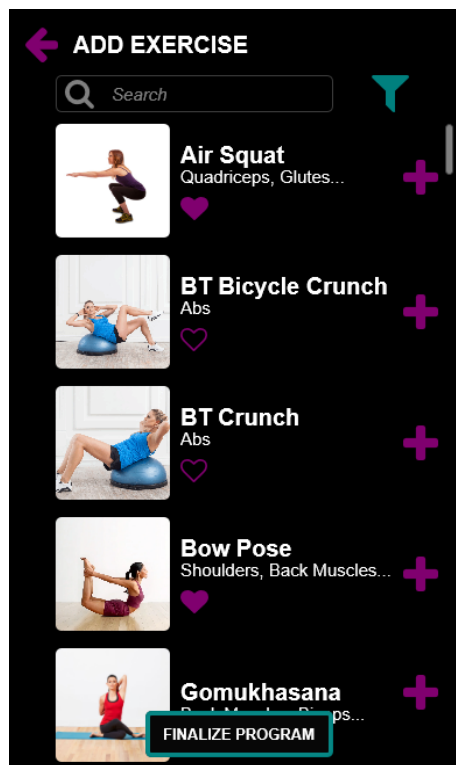 ADD EXERCISE
Search
Air Squat
Quadriceps, Glutes...
BT Bicycle Crunch
Abs
BT Crunch
Abs
Bow Pose
Shoulders, Back Muscles...
Gomukhasana
FINALIZE PROGRAM